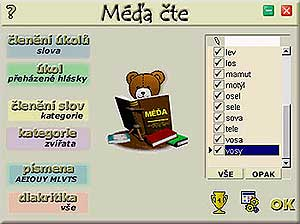 ?
Méďa čte
členění úkolů
slova
úkol
přeházené hlásky
členění slov
kategorie
kategorie
zvířata
písmena
AEIOUY MLVTS
diakritika
vše
MÉĎA
lev
los
mamut
motýl
osel
sele
sova
tele
vosa
vosy
VŠE OPAK
OK